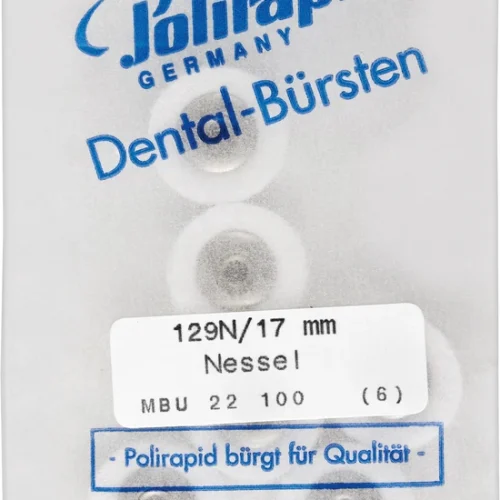 Polirapid
GERMANY
Dental-Bürsten
129N/17 mm
Nessel
MBU 22 100 (6)
- Polirapid bürgt für Qualität -